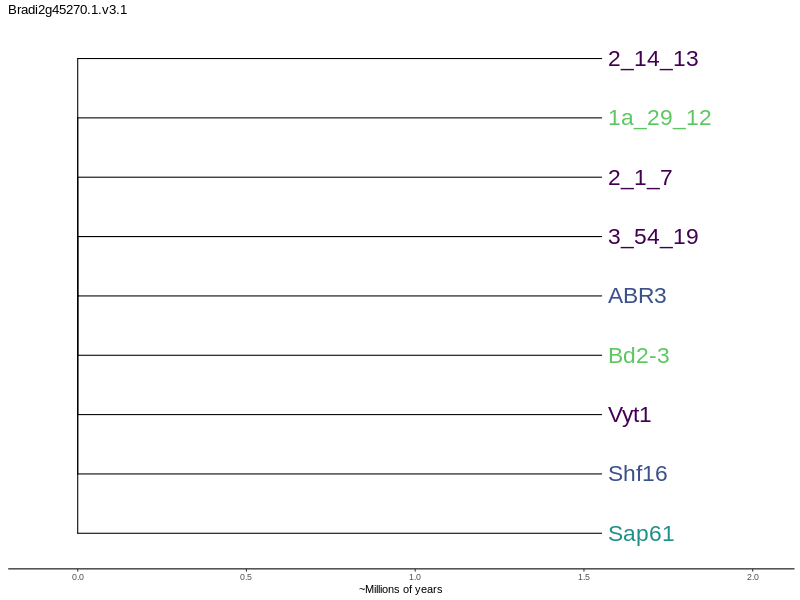 Bradi2g45270.1.v3.1
2_14_13
1a_29_12
2_1_7
3_54_19
ABR3
Bd2-3
Vyt1
Shf16
Sap61
0.0 0.5 1.0 1.5 2.0
~Millions of years